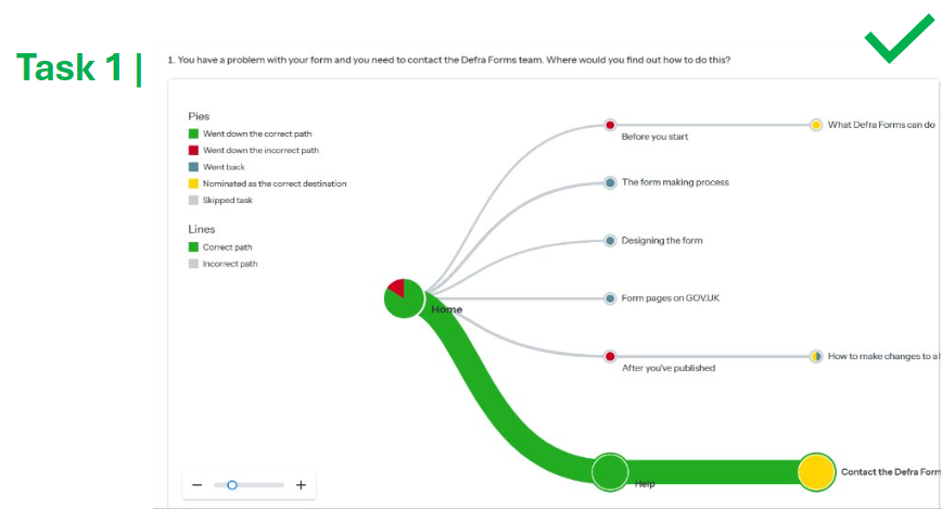 Task 1 |
1. You have a problem with your form and you need to contact the Defra Forms team. Where would you find out how to do this?
Pies
Went down the correct path
Went down the incorrect path
Went back
Nominated as the correct destination
Skipped task
Lines
Correct path
Incorrect path
Home
Before you start
What Defra Forms can do
The form making process
Designing the form
Form pages on GOV.UK
After you've published
How to make changes to al
Help
Contact the Defra Form